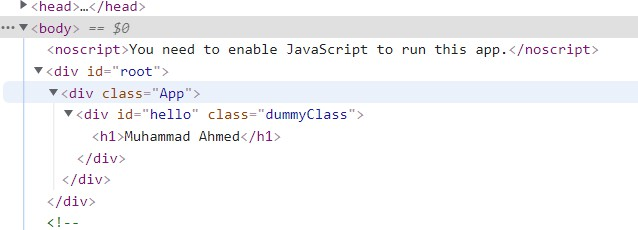 ▶<head>…</head>
…▼<body> == $0
<noscript>You need to enable JavaScript to run this app.</noscript>
▼<div id="root">
▼<div class="App">
▼<div id="hello" class="dummyClass">
<h1>Muhammad Ahmed</h1>
</div>
</div>
</div>
<!--